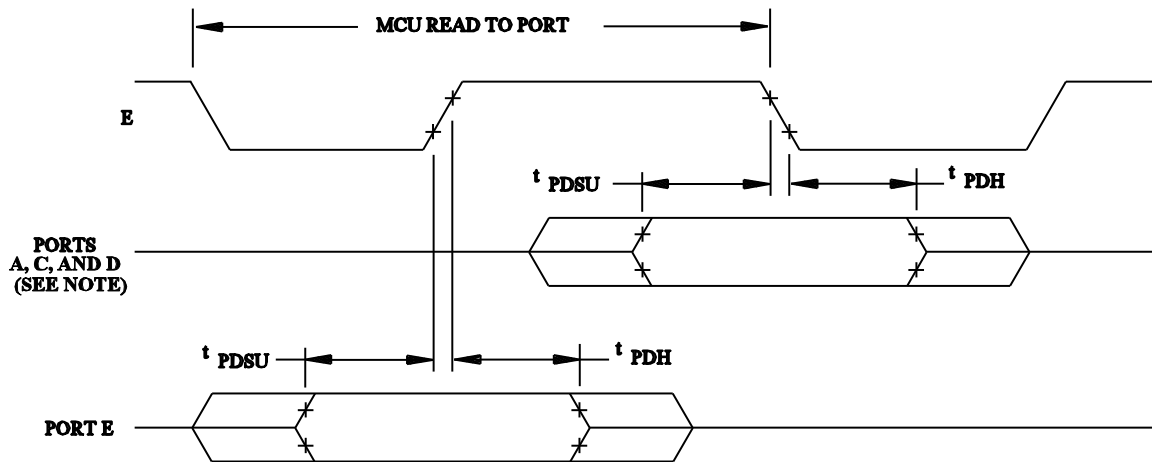 MCU READ TO PORT
E
t PDSU
t PDH
PORTS
A, C, AND D
(SEE NOTE)
t PDSU
t PDH
PORT E